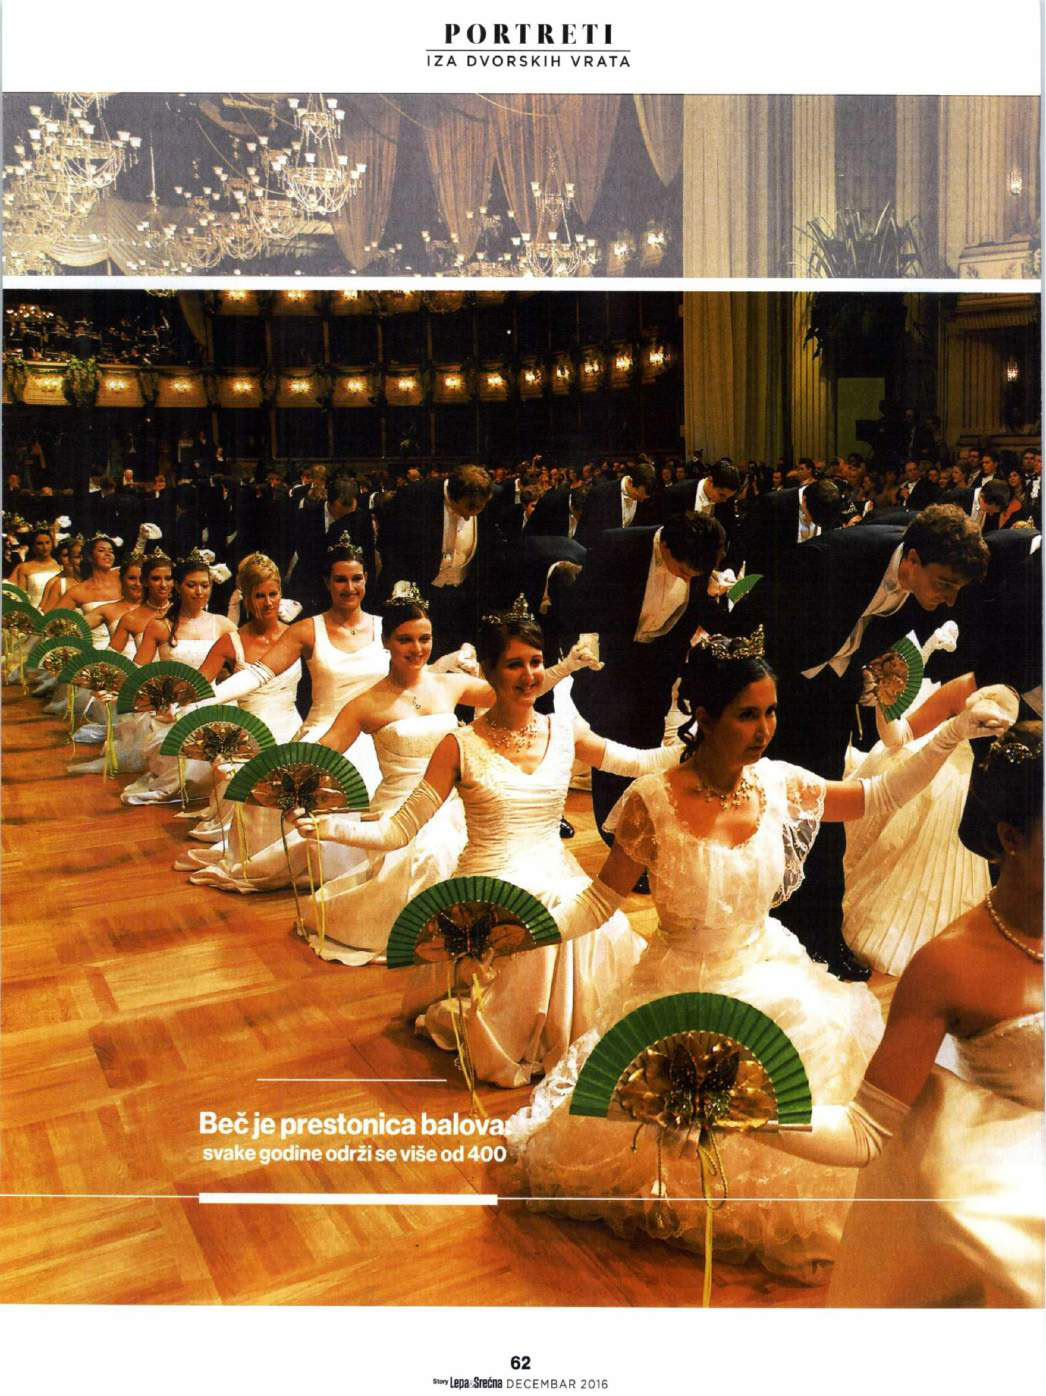 PORTRETI
IZA DVORSKIH VRATA
Beč je prestonica balova:
svake godine održi se više od 400
62
Story Lepa&Srećna DECEMBAR 2016